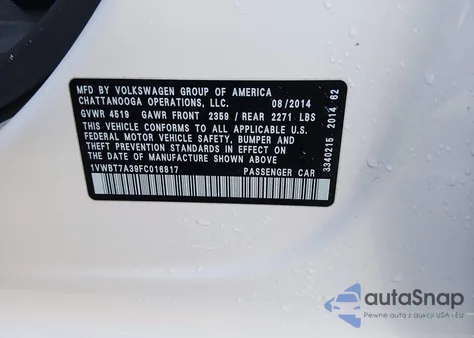 MFD BY VOLKSWAGEN GROUP OF AMERICA
CHATTANOOGA OPERATIONS, LLC. 08/2014
GVWR 4519 GAWR FRONT 2359 / REAR 2271 LBS
THIS VEHICLE CONFORMS TO ALL APPLICABLE U.S.
FEDERAL MOTOR VEHICLE SAFETY, BUMPER AND
THEFT PREVENTION STANDARDS IN EFFECT ON THE
DATE OF MANUFACTURE SHOWN ABOVE
1VWBT7A39FC016817 PASSENGER CAR
3340215 2014 62
autoSnap
Pewne auta z aukcji USA i EU